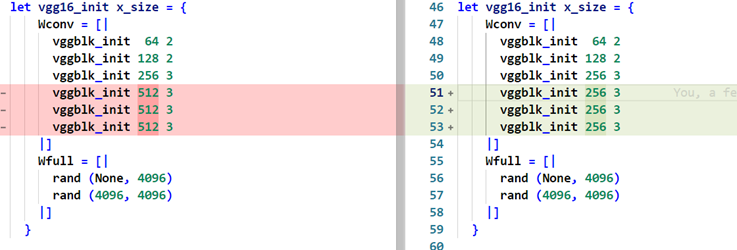 let vgg16_init x_size = {
Wconv = [|
vggblk_init 64 2
vggblk_init 128 2
vggblk_init 256 3
- vggblk_init 512 3
- vggblk_init 512 3
- vggblk_init 512 3
|]
Wfull = [|
rand (None, 4096)
rand (4096, 4096)
|]
}
46 let vgg16_init x_size = {
47 Wconv = [|
48 vggblk_init 64 2
49 vggblk_init 128 2
50 vggblk_init 256 3
51 + vggblk_init 256 3 You, a fe
52 + vggblk_init 256 3
53 + vggblk_init 256 3
54 |]
55 Wfull = [|
56 rand (None, 4096)
57 rand (4096, 4096)
58 |]
59 }
60